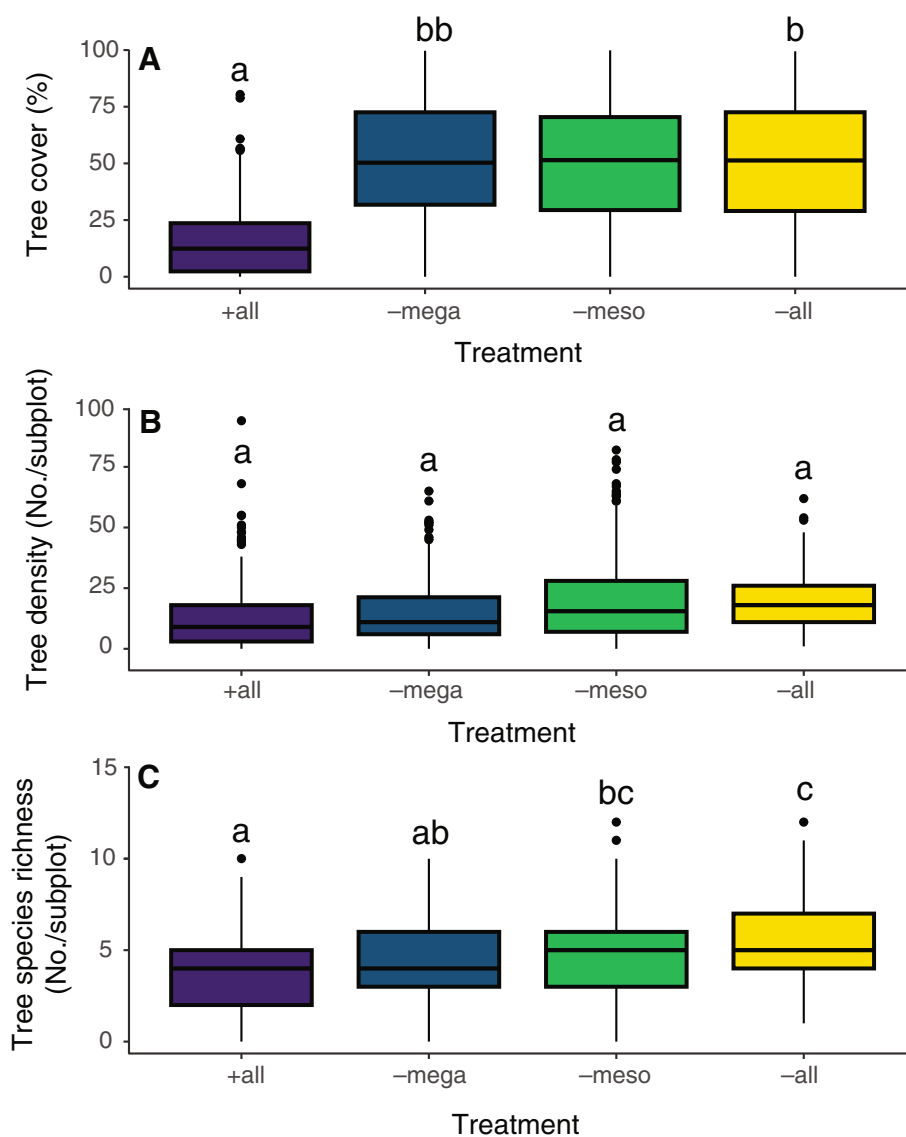 A
a
bb
b
Tree cover (%)
100
75
50
25
0
+all
–mega
–meso
–all
Treatment
B
a
a
a
a
Tree density (No./subplot)
100
75
50
25
0
+all
–mega
–meso
–all
Treatment
C
a
ab
bc
c
Tree species richness
(No./subplot)
15
10
5
0
+all
–mega
–meso
–all
Treatment